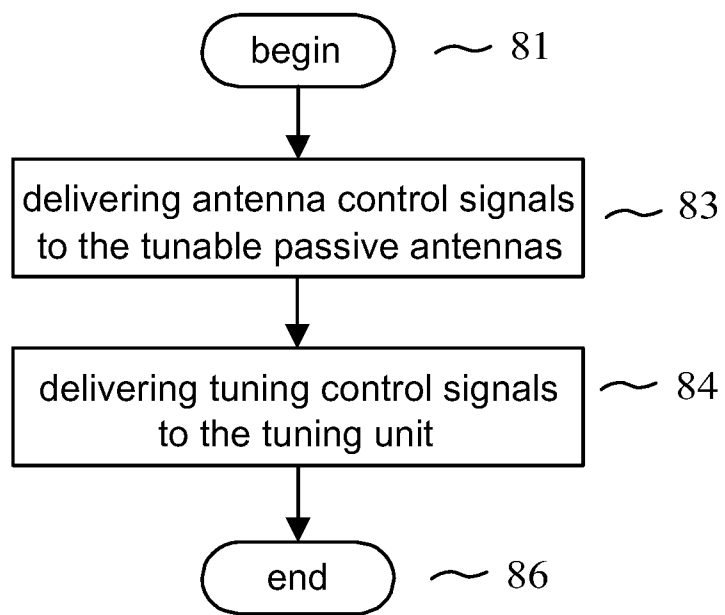 begin 81
delivering antenna control signals
to the tunable passive antennas
83
delivering tuning control signals
to the tuning unit
84
end 86